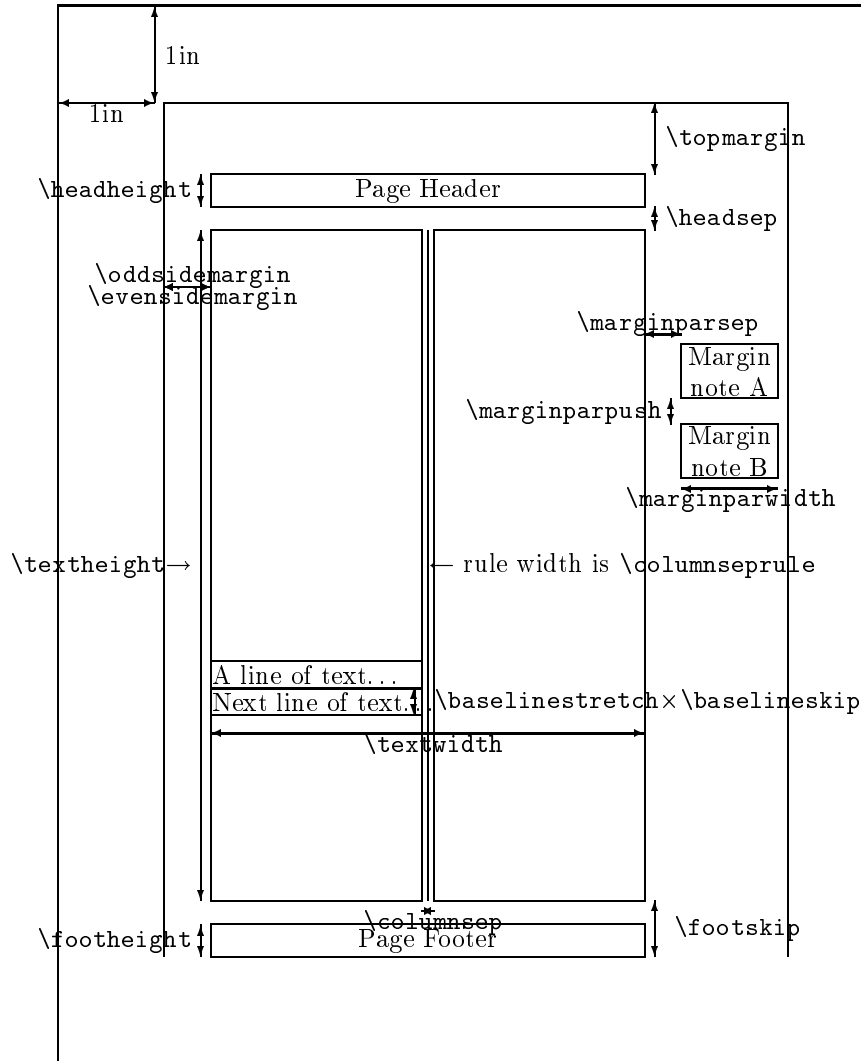 1in
1in
\topmargin
\headheight
Page Header
\headsep
\oddsidemargin
\evensidemargin
\marginparsep
Margin
note A
\marginparpush
Margin
note B
\marginparwidth
\textheight→
← rule width is \columnseprule
A line of text...
Next line of text...
\baselinestretch×\baselineskip
\textwidth
\columnsep
\footskip
\footheight
Page Footer